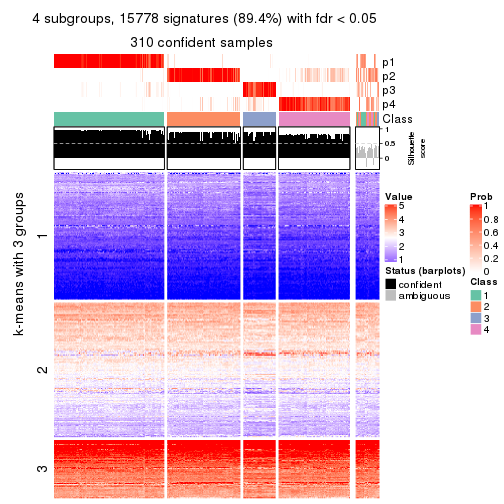 4 subgroups, 15778 signatures (89.4%) with fdr < 0.05
310 confident samples
p1
p2
p3
p4
Class
1
0.5
0
Silhouette
score
k-means with 3 groups
1
2
3
Value
5
4
3
2
1
Status (barplots)
confident
ambiguous
Prob
1
0.8
0.6
0.4
0.2
0
Class
1
2
3
4